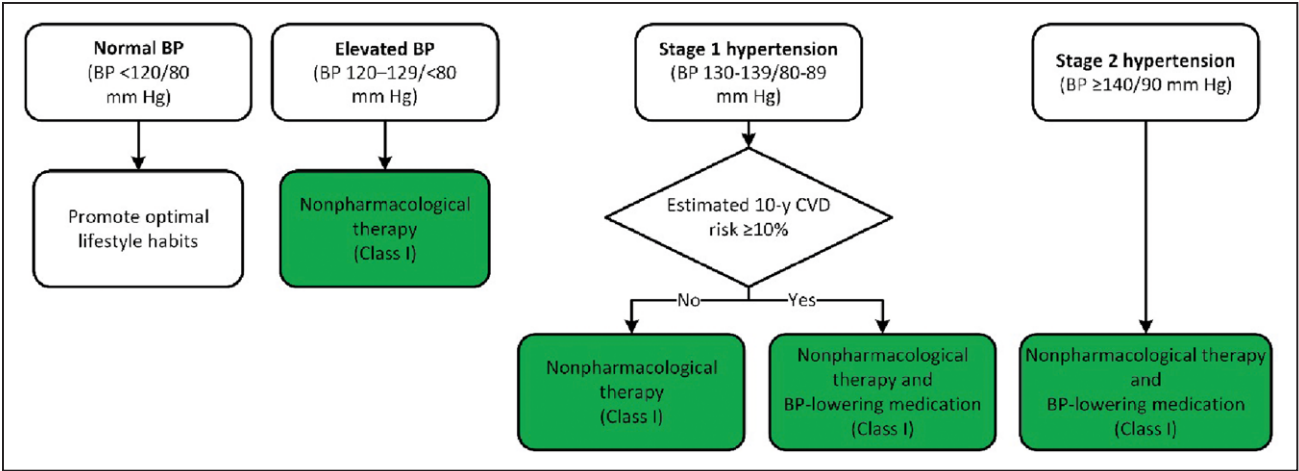 Normal BP
(BP <120/80
mm Hg)
Promote optimal
lifestyle habits
Elevated BP
(BP 120–129/<80
mm Hg)
Nonpharmacological
therapy
(Class I)
Stage 1 hypertension
(BP 130-139/80-89
mm Hg)
Estimated 10-y CVD
risk ≥10%
No
Yes
Nonpharmacological
therapy
(Class I)
Nonpharmacological
therapy and
BP-lowering medication
(Class I)
Stage 2 hypertension
(BP ≥140/90 mm Hg)
Nonpharmacological therapy
and
BP-lowering medication
(Class I)